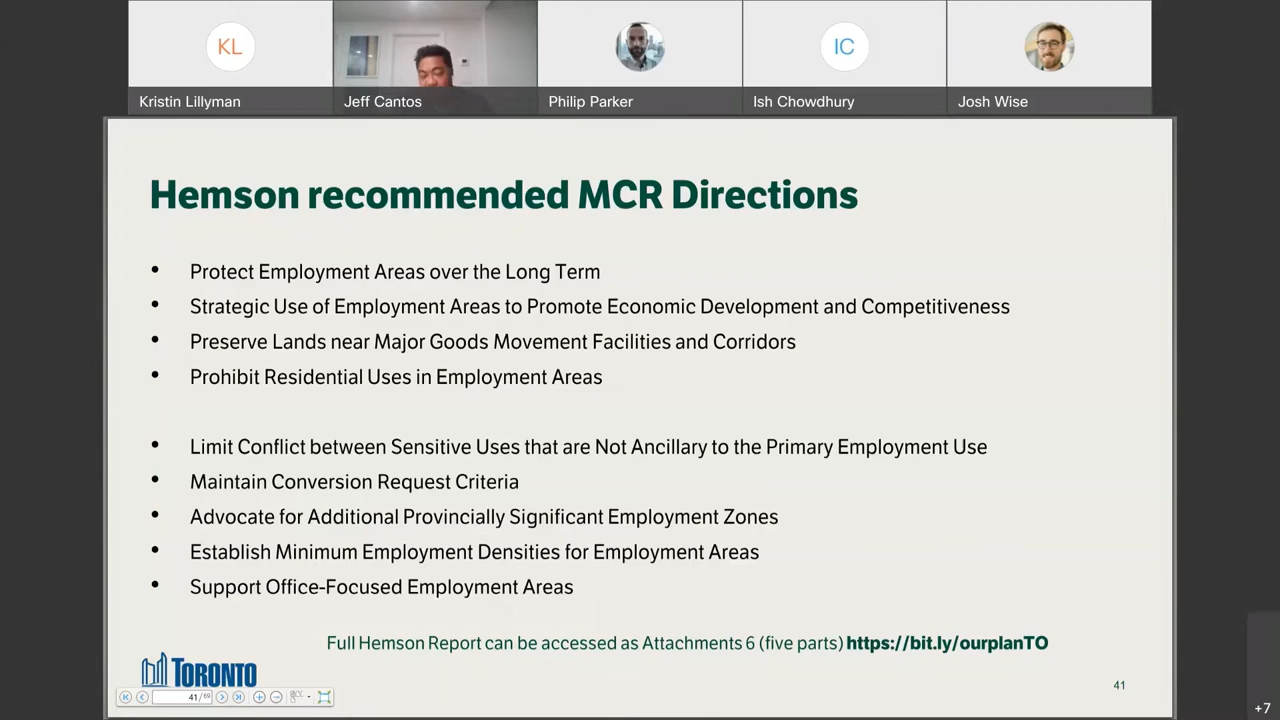 KL
IC
Kristin Lillyman
Jeff Cantos
Philip Parker
Ish Chowdhury
Josh Wise
Hemson recommended MCR Directions
• Protect Employment Areas over the Long Term
• Strategic Use of Employment Areas to Promote Economic Development and Competitiveness
• Preserve Lands near Major Goods Movement Facilities and Corridors
• Prohibit Residential Uses in Employment Areas
• Limit Conflict between Sensitive Uses that are Not Ancillary to the Primary Employment Use
• Maintain Conversion Request Criteria
• Advocate for Additional Provincially Significant Employment Zones
• Establish Minimum Employment Densities for Employment Areas
• Support Office-Focused Employment Areas
Full Hemson Report can be accessed as Attachments 6 (five parts) https://bit.ly/ourplanTO
TORONTO
41
41/69
+7